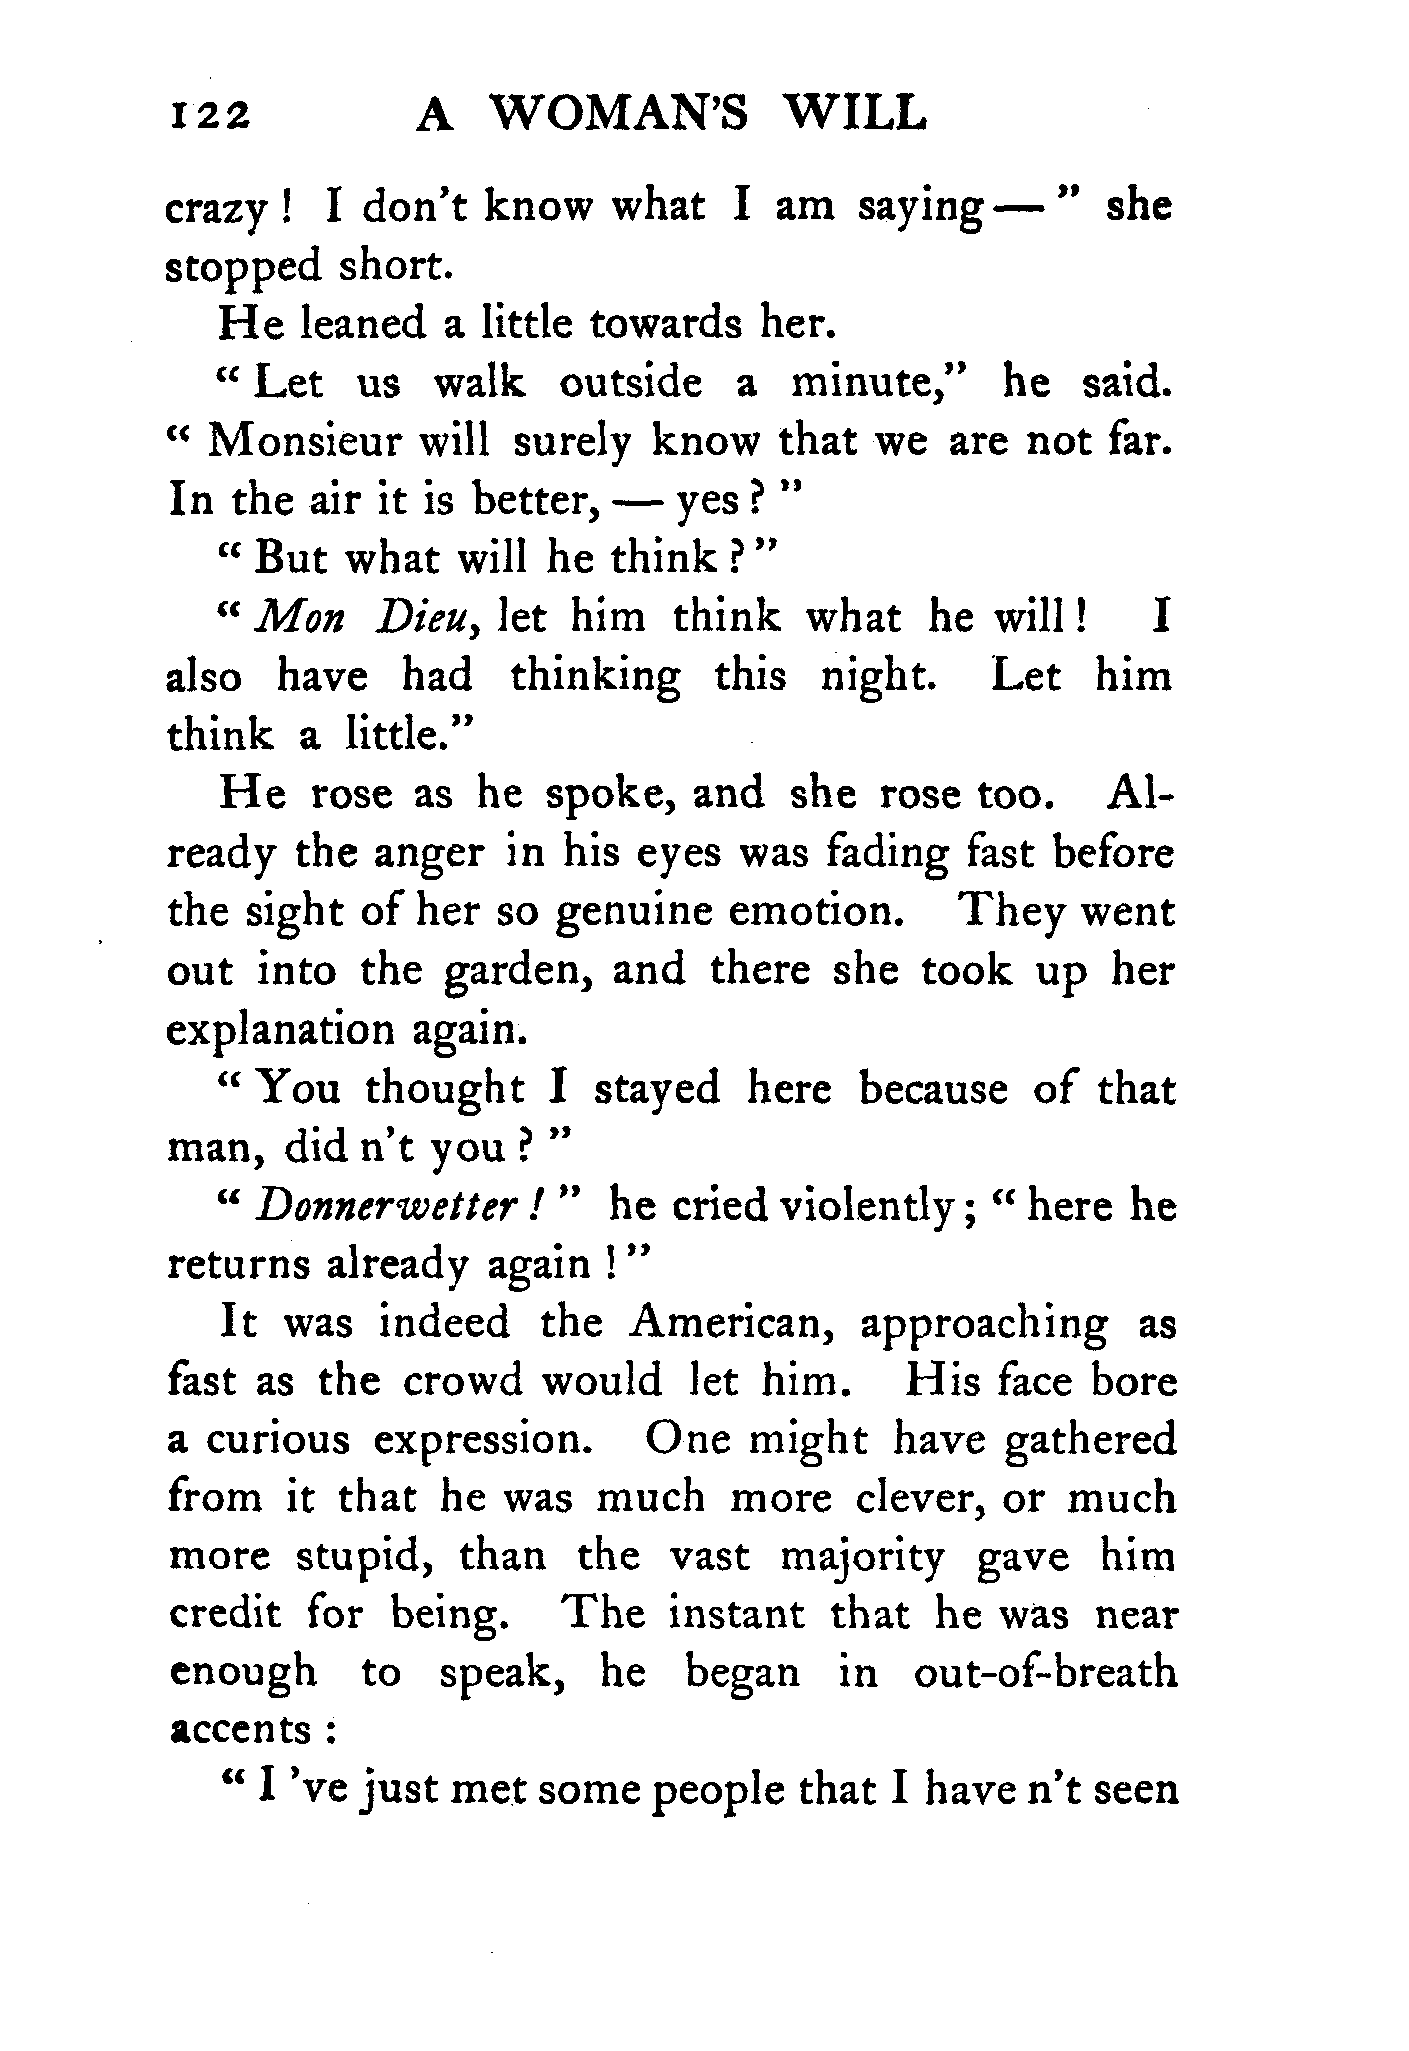 122 A WOMAN'S WILL
crazy ! I don't know what I am saying — ” she
stopped short.
He leaned a little towards her.
“ Let us walk outside a minute,” he said.
“ Monsieur will surely know that we are not far.
In the air it is better, — yes ? ”
“ But what will he think ? ”
“ Mon Dieu, let him think what he will ! I
also have had thinking this night. Let him
think a little.”
He rose as he spoke, and she rose too. Al-
ready the anger in his eyes was fading fast before
the sight of her so genuine emotion. They went
out into the garden, and there she took up her
explanation again.
“ You thought I stayed here because of that
man, did n't you ? ”
“ Donnerwetter ! ” he cried violently ; “ here he
returns already again ! ”
It was indeed the American, approaching as
fast as the crowd would let him. His face bore
a curious expression. One might have gathered
from it that he was much more clever, or much
more stupid, than the vast majority gave him
credit for being. The instant that he was near
enough to speak, he began in out-of-breath
accents :
“ I 've just met some people that I have n't seen